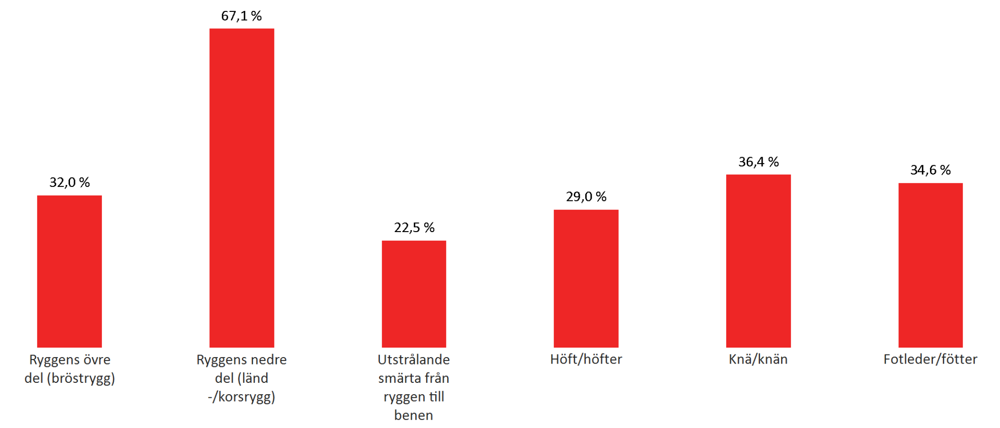 67,1 %
36,4 %
34,6 %
32,0 %
29,0 %
22,5 %
Ryggens övre
del (bröstrygg)
Ryggens nedre
del (länd
-/korsrygg)
Utstrålande
smärta från
ryggen till
benen
Höft/höfter
Knä/knän
Fotleder/fötter